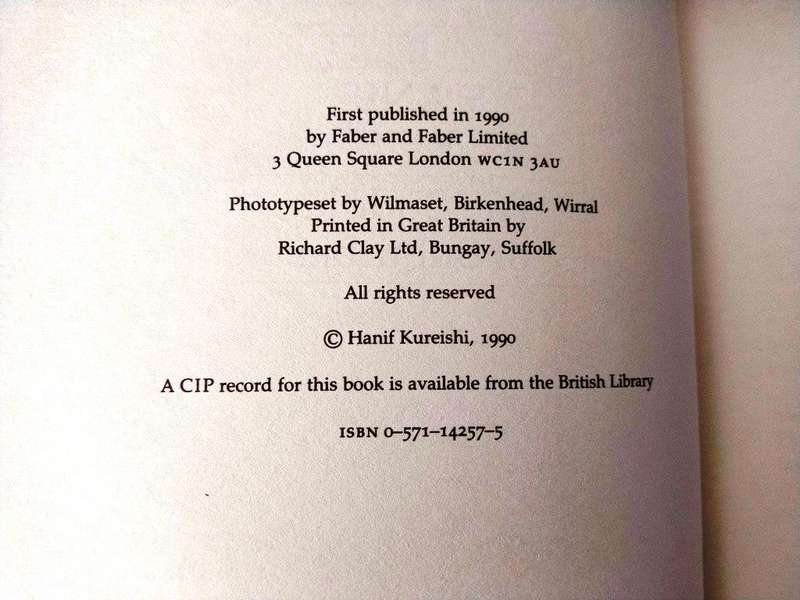 First published in 1990
by Faber and Faber Limited
3 Queen Square London WC1N 3AU
Phototypeset by Wilmaset, Birkenhead, Wirral
Printed in Great Britain by
Richard Clay Ltd, Bungay, Suffolk
All rights reserved
© Hanif Kureishi, 1990
A CIP record for this book is available from the British Library
ISBN 0–571–14257–5